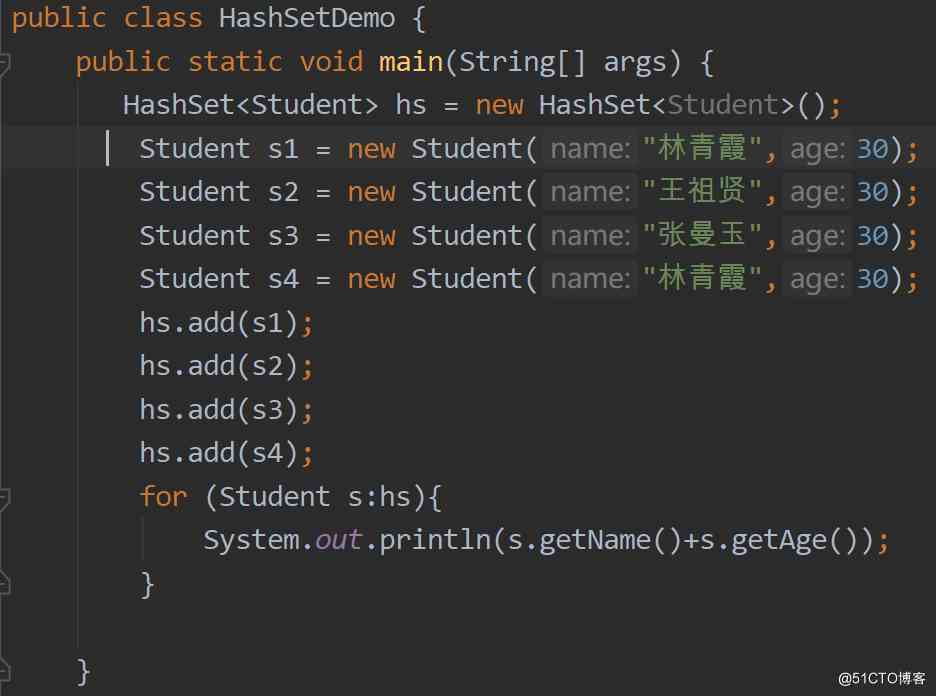 public class HashSetDemo {
public static void main(String[] args) {
HashSet<Student> hs = new HashSet<Student>();
Student s1 = new Student( name: "林青霞", age: 30);
Student s2 = new Student( name: "王祖贤", age: 30);
Student s3 = new Student( name: "张曼玉", age: 30);
Student s4 = new Student( name: "林青霞", age: 30);
hs.add(s1);
hs.add(s2);
hs.add(s3);
hs.add(s4);
for (Student s:hs){
System.out.println(s.getName()+s.getAge());
}
}
@51CTO博客